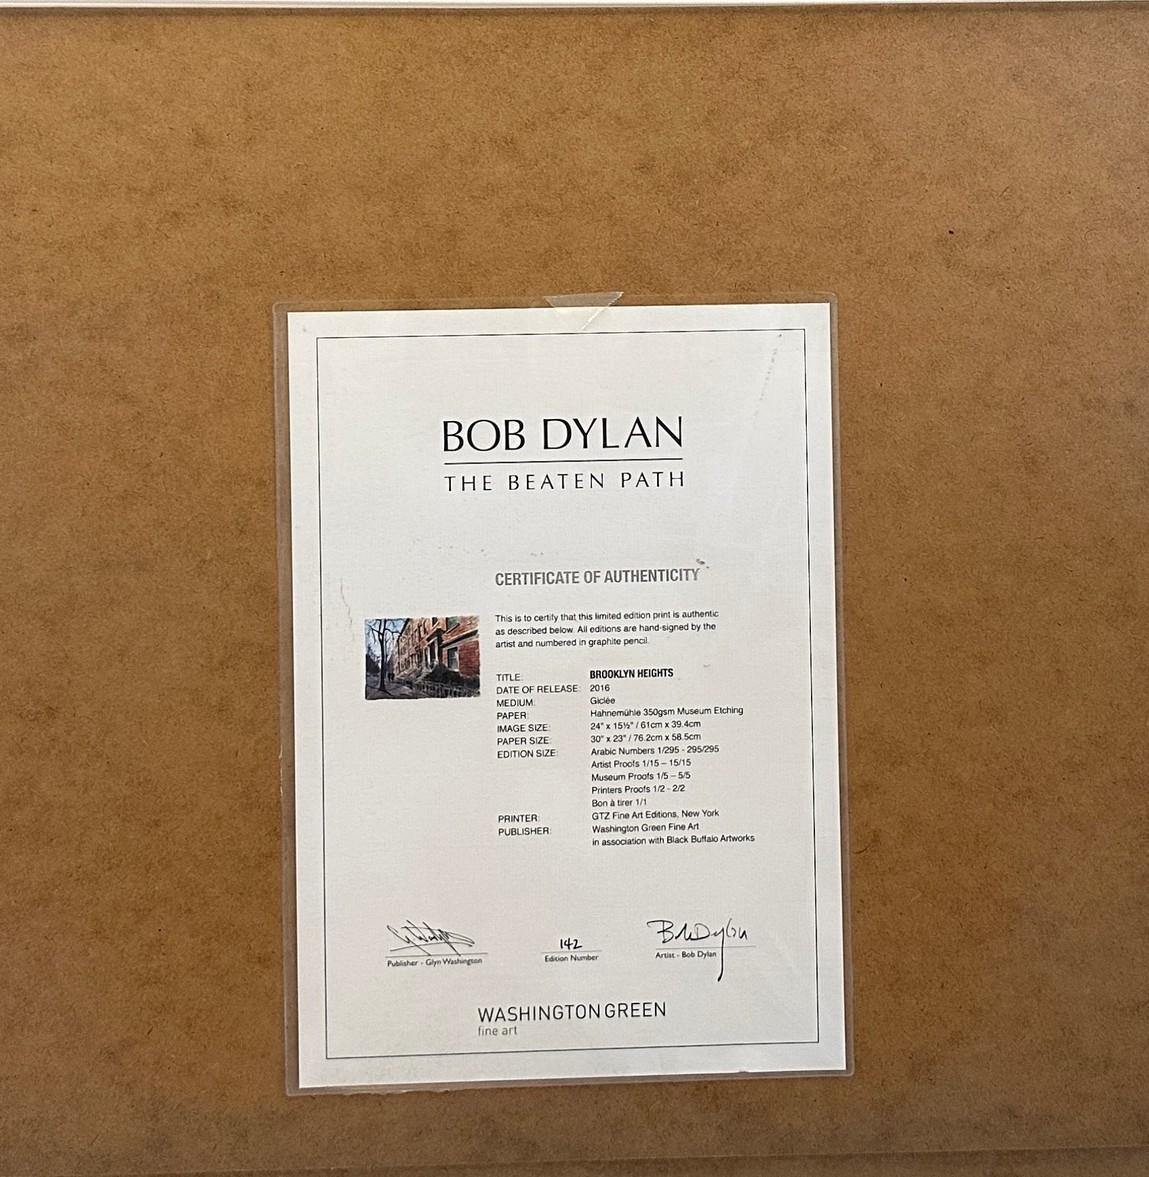 BOB DYLAN
THE BEATEN PATH
CERTIFICATE OF AUTHENTICITY
This is to certify that this limited edition print is authentic
as described below. All editions are hand-signed by the
artist and numbered in graphite pencil.
TITLE: BROOKLYN HEIGHTS
DATE OF RELEASE: 2016
MEDIUM: Giclée
PAPER: Hahnemühle 350gsm Museum Etching
IMAGE SIZE: 24" x 15½" / 61cm x 39.4cm
PAPER SIZE: 30" x 23" / 76.2cm x 58.5cm
EDITION SIZE: Arabic Numbers 1/295 - 295/295
Artist Proofs 1/15 – 15/15
Museum Proofs 1/5 – 5/5
Printers Proofs 1/2 - 2/2
Bon à tirer 1/1
PRINTER: GTZ Fine Art Editions, New York
PUBLISHER: Washington Green Fine Art
in association with Black Buffalo Artworks
142 Bob Dylan
Publisher - Glyn Washington Edition Number Artist - Bob Dylan
WASHINGTON GREEN
fine art